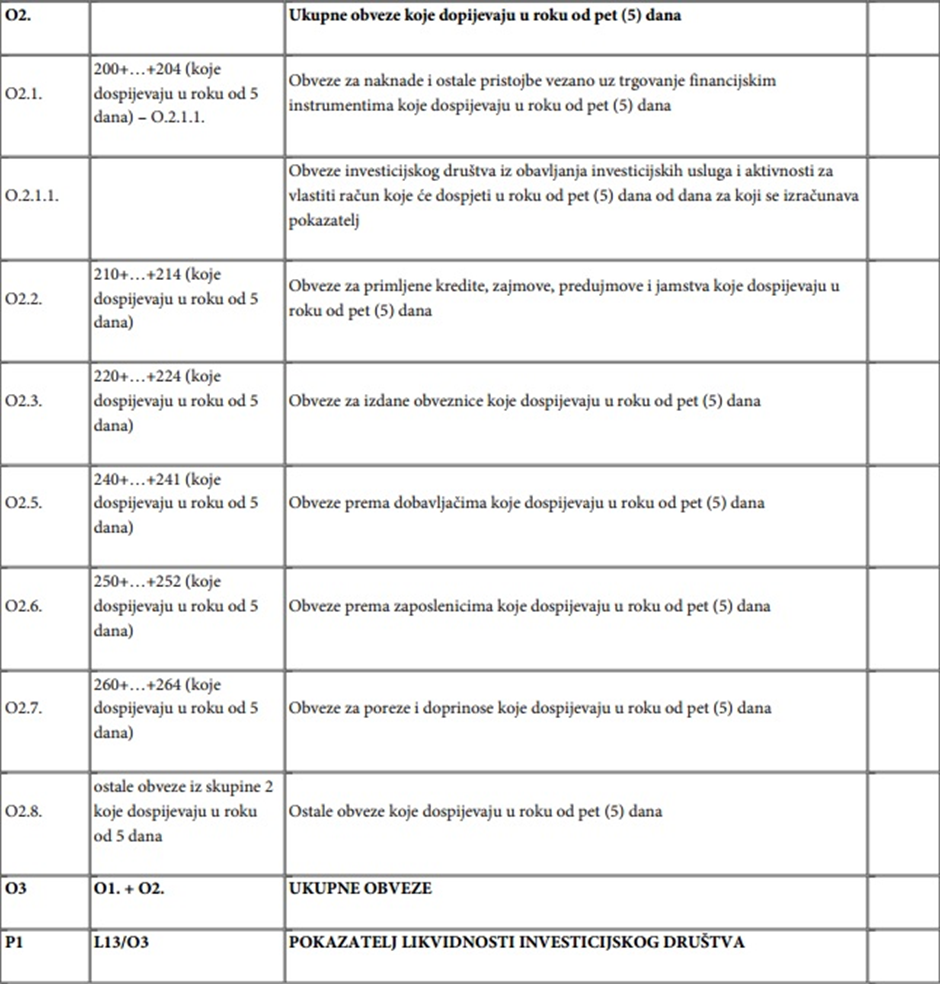 O2.
Ukupne obveze koje dopijevaju u roku od pet (5) dana
O2.1.
200+…+204 (koje
dospijevaju u roku od 5
dana) – O.2.1.1.
Obveze za naknade i ostale pristojbe vezano uz trgovanje financijskim
instrumentima koje dospijevaju u roku od pet (5) dana
O.2.1.1.
Obveze investicijskog društva iz obavljanja investicijskih usluga i aktivnosti za
vlastiti račun koje će dospjeti u roku od pet (5) dana od dana za koji se izračunava
pokazatelj
O2.2.
210+…+214 (koje
dospijevaju u roku od 5
dana)
Obveze za primljene kredite, zajmove, predujmove i jamstva koje dospijevaju u
roku od pet (5) dana
O2.3.
220+…+224 (koje
dospijevaju u roku od 5
dana)
Obveze za izdane obveznice koje dospijevaju u roku od pet (5) dana
O2.5.
240+…+241 (koje
dospijevaju u roku od 5
dana)
Obveze prema dobavljačima koje dospijevaju u roku od pet (5) dana
O2.6.
250+…+252 (koje
dospijevaju u roku od 5
dana)
Obveze prema zaposlenicima koje dospijevaju u roku od pet (5) dana
O2.7.
260+…+264 (koje
dospijevaju u roku od 5
dana)
Obveze za poreze i doprinose koje dospijevaju u roku od pet (5) dana
O2.8.
ostale obveze iz skupine 2
koje dospijevaju u roku
od 5 dana
Ostale obveze koje dospijevaju u roku od pet (5) dana
O3
O1. + O2.
UKUPNE OBVEZE
P1
L13/O3
POKAZATELJ LIKVIDNOSTI INVESTICIJSKOG DRUŠTVA